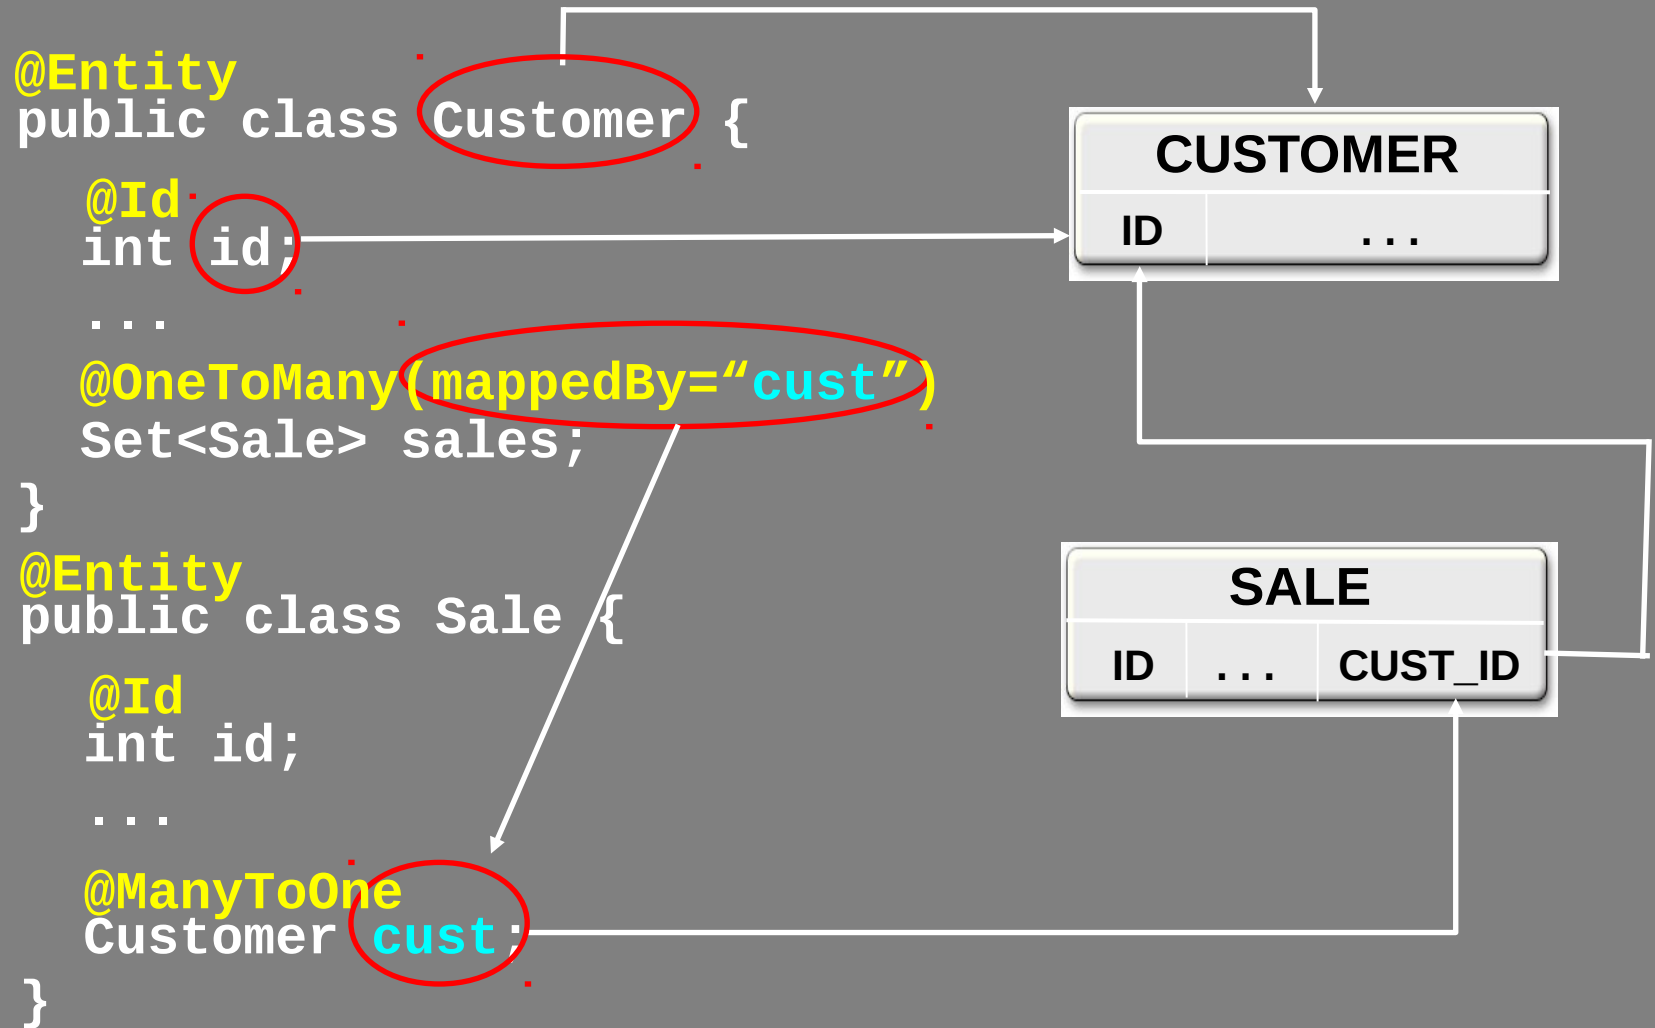 @Entity
public class Customer {
@Id
int id;
...
@OneToMany(mappedBy=“cust”)
Set<Sale> sales;
}
@Entity
public class Sale {
@Id
int id;
...
@ManyToOne
Customer cust;
}
CUSTOMER
ID . . .
SALE
ID . . . CUST_ID